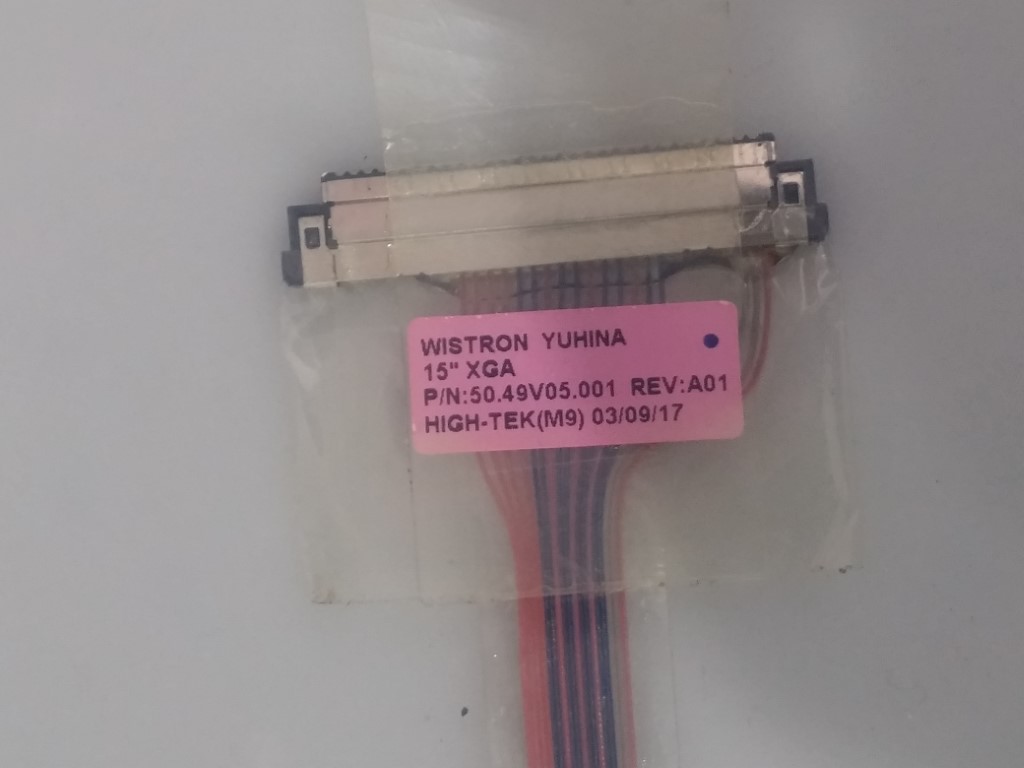 WISTRON YUHINA
15" XGA
P/N:50.49V05.001 REV:A01
HIGH-TEK(M9) 03/09/17